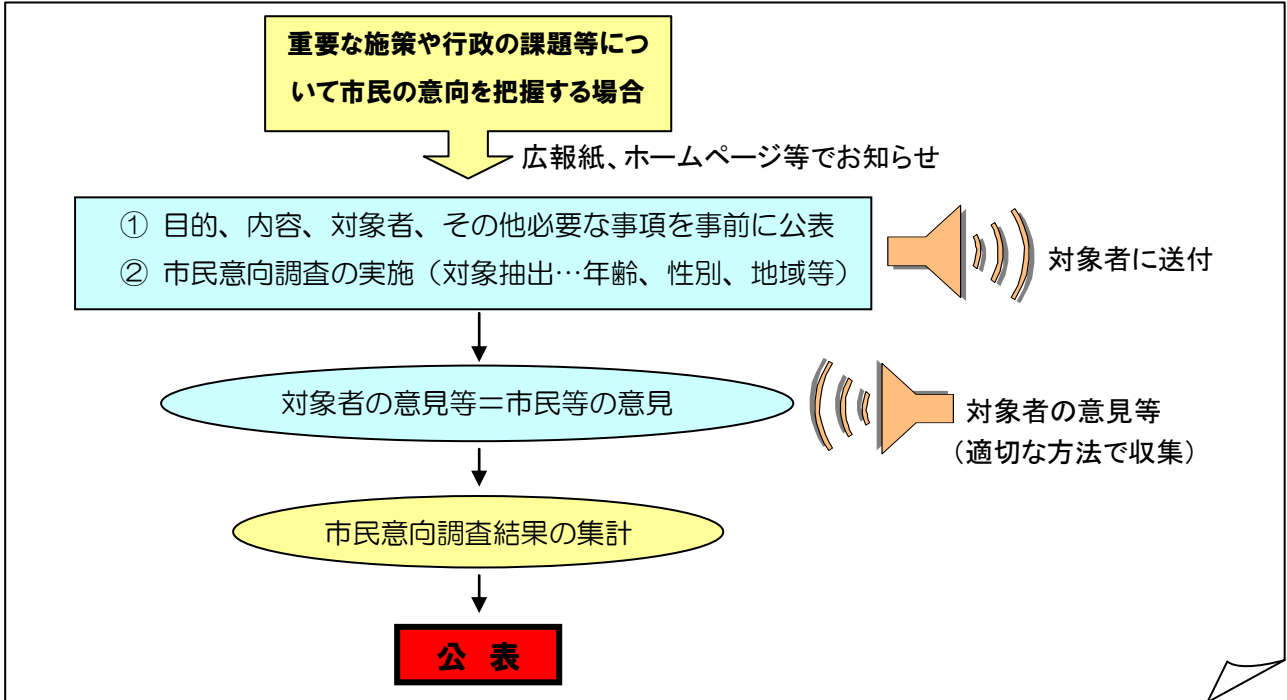 重要な施策や行政の課題等につ
いて市民の意向を把握する場合
広報紙、ホームページ等でお知らせ
① 目的、内容、対象者、その他必要な事項を事前に公表
② 市民意向調査の実施（対象抽出…年齢、性別、地域等）
対象者に送付
対象者の意見等＝市民等の意見
対象者の意見等
（適切な方法で収集）
市民意向調査結果の集計
公 表